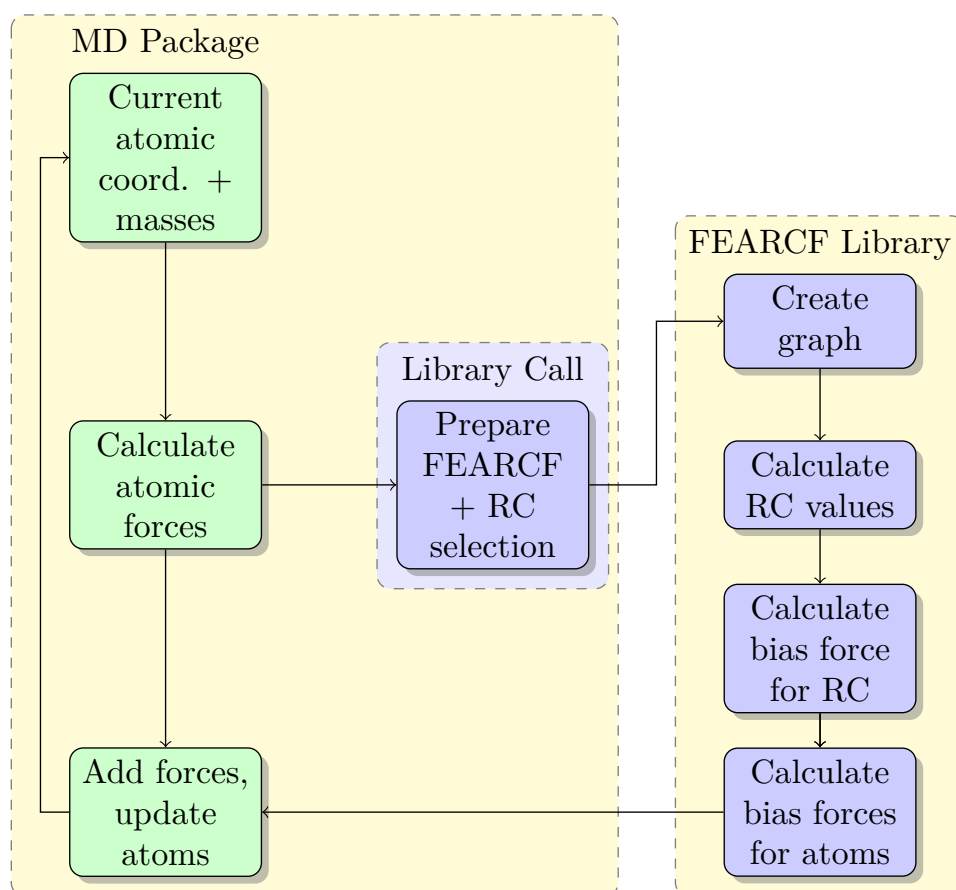 MD Package
Current
atomic
coord. +
masses
Calculate
atomic
forces
Add forces,
update
atoms
Library Call
Prepare
FEARCF
+ RC
selection
FEARCF Library
Create
graph
Calculate
RC values
Calculate
bias force
for RC
Calculate
bias forces
for atoms